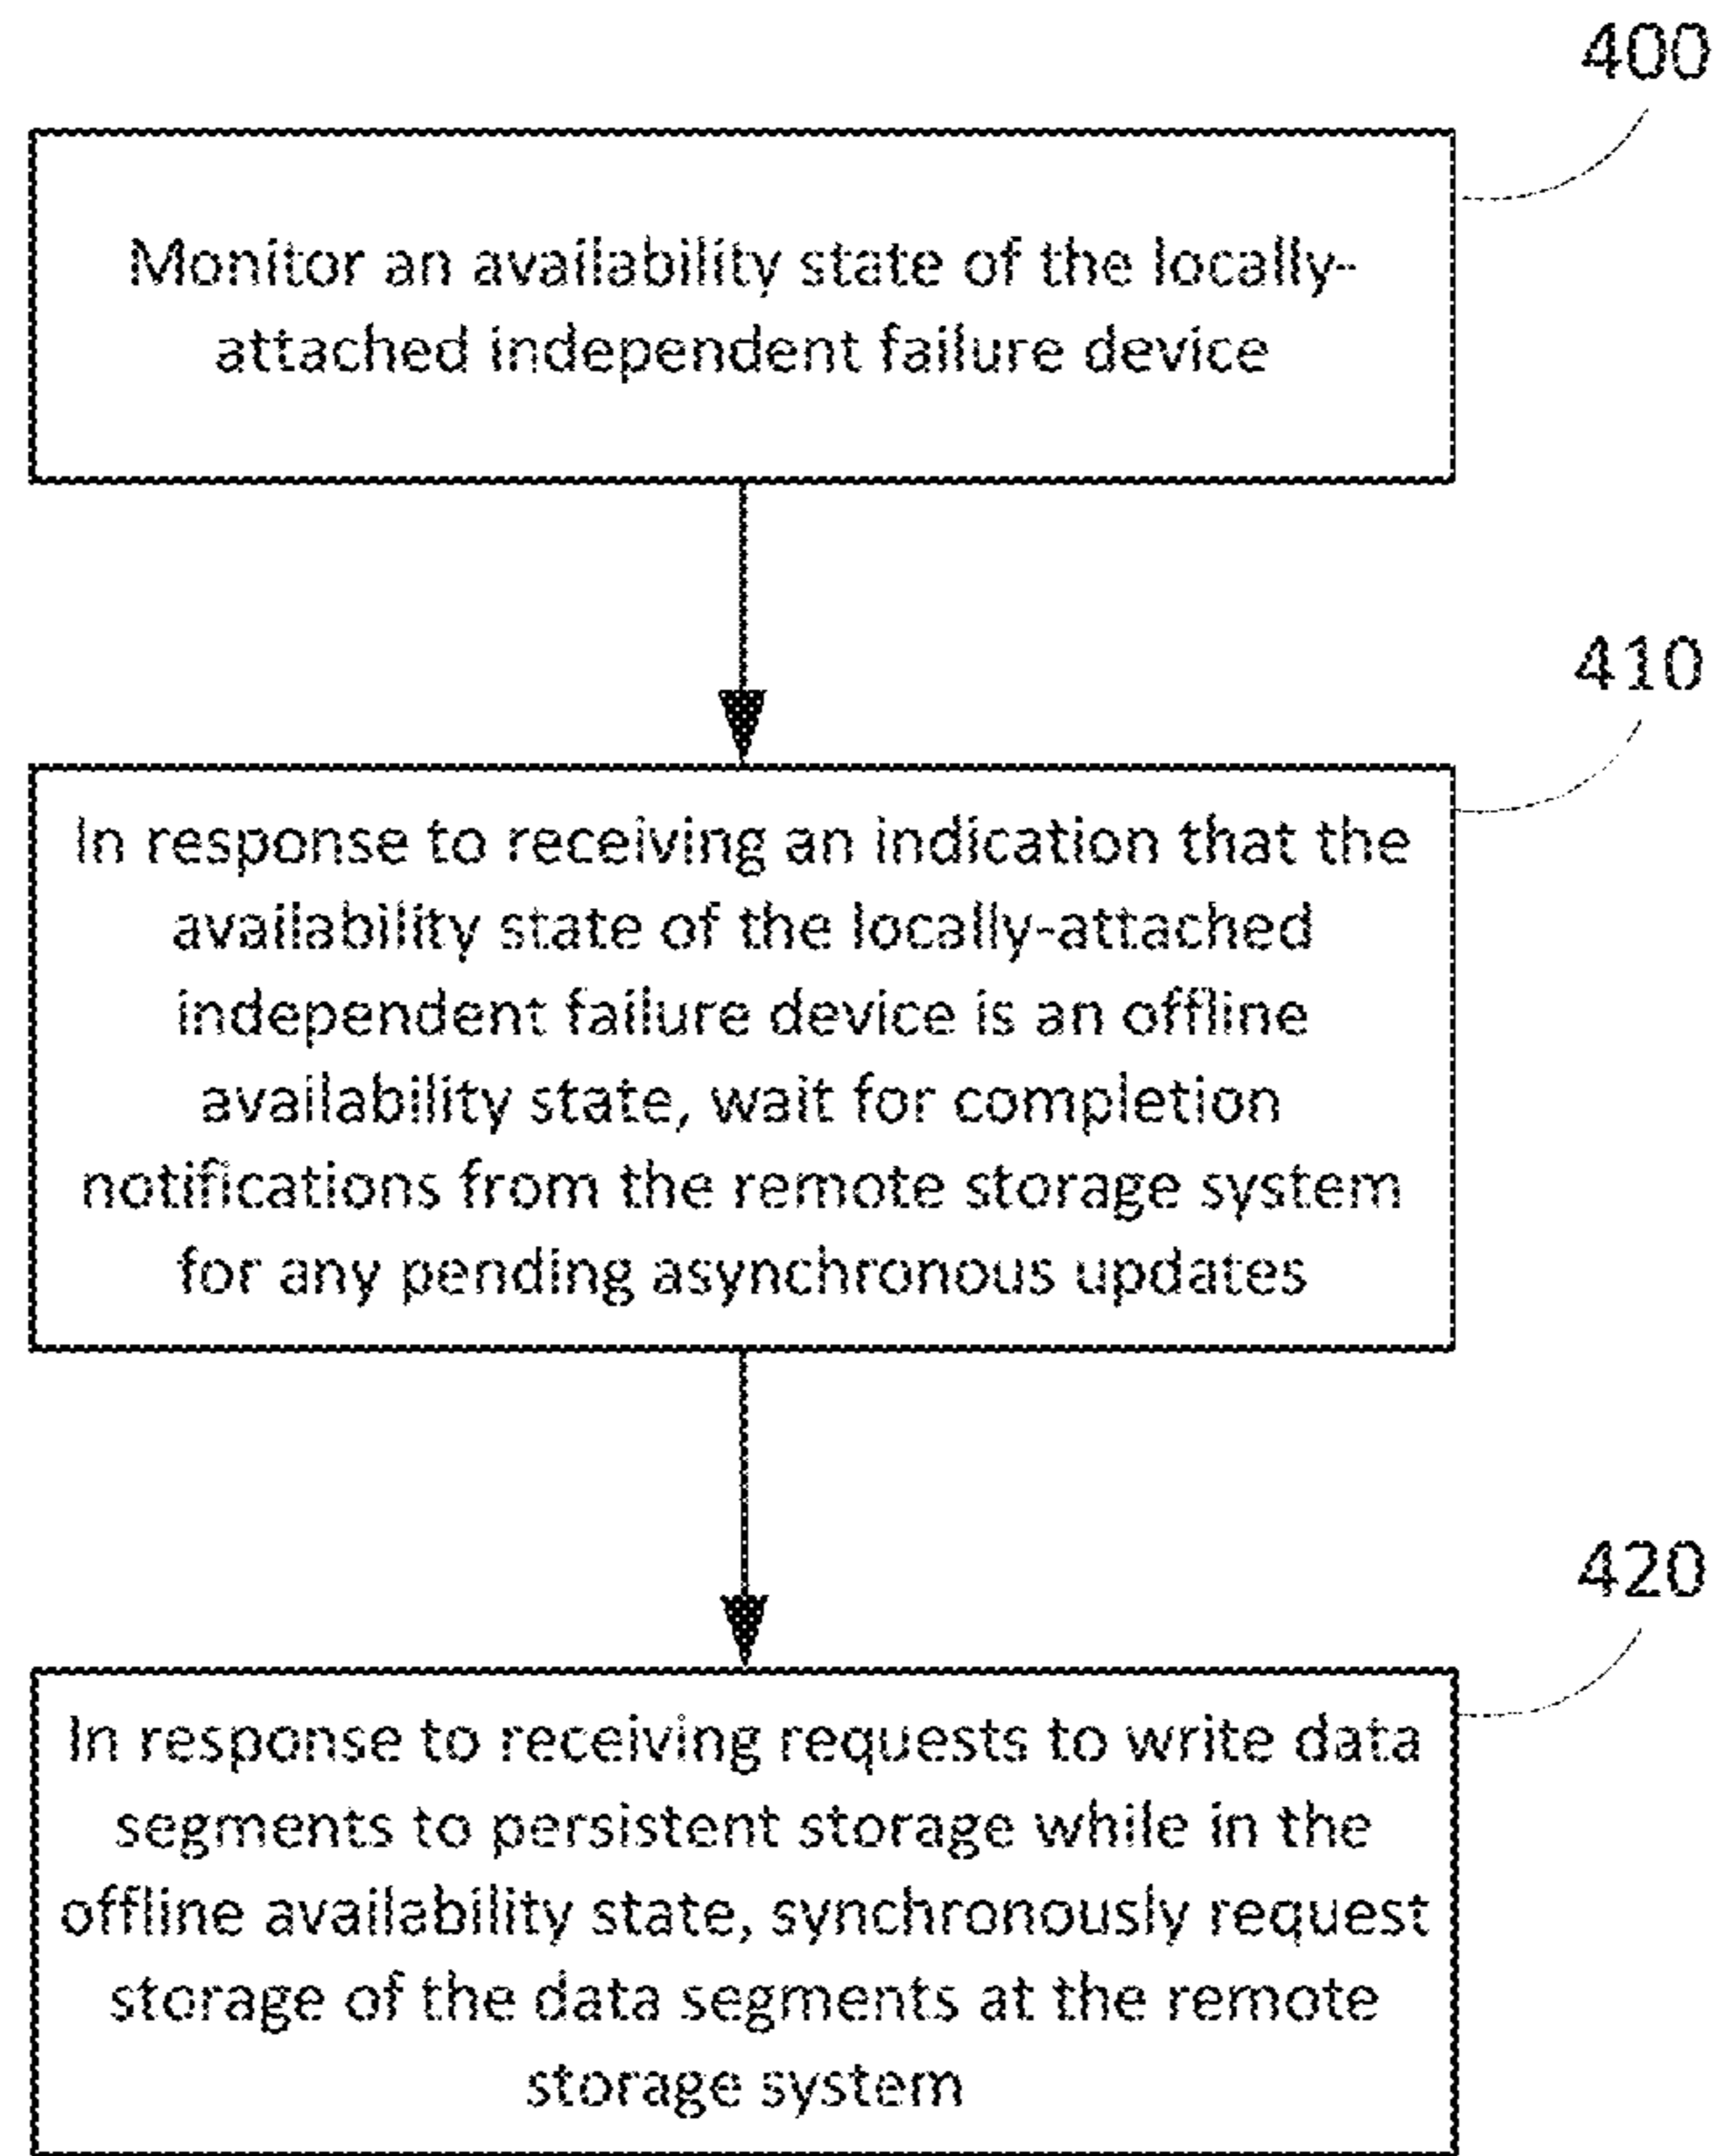 400
Monitor an availability state of the locally-
attached independent failure device
410
In response to receiving an indication that the
availability state of the locally-attached
independent failure device is an offline
availability state, wait for completion
notifications from the remote storage system
for any pending asynchronous updates
420
In response to receiving requests to write data
segments to persistent storage while in the
offline availability state, synchronously request
storage of the data segments at the remote
storage system